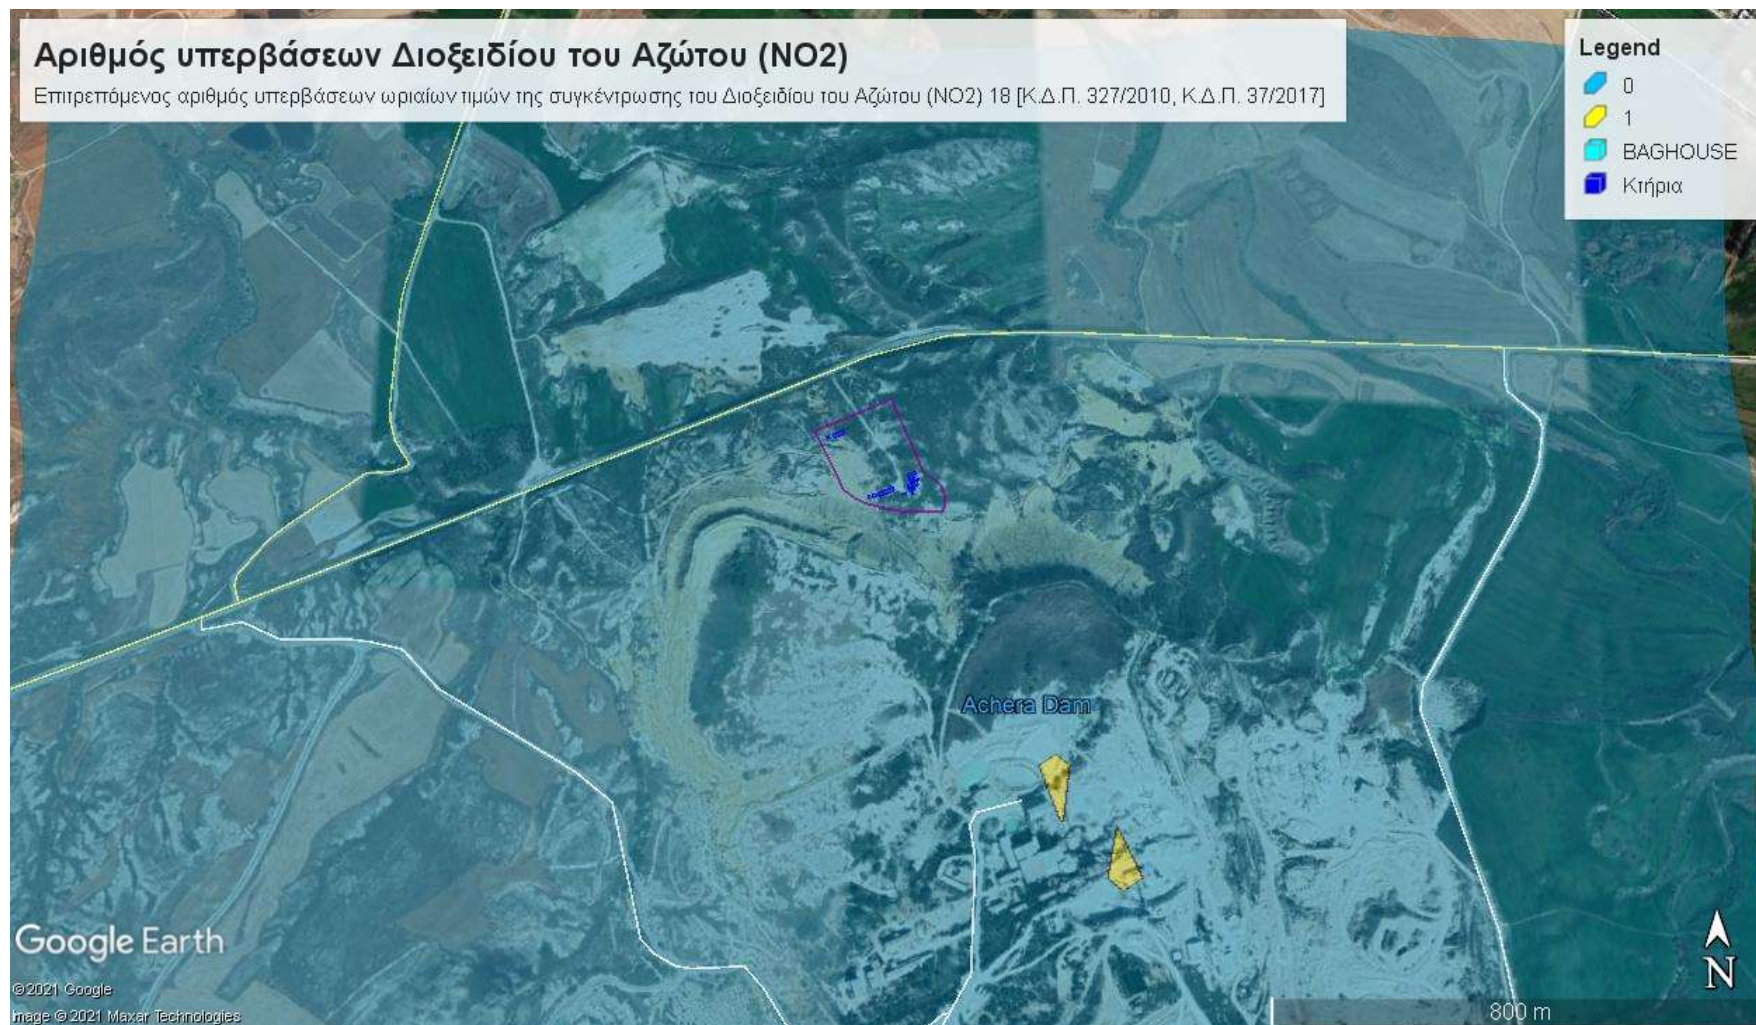 Αριθμός υπερβάσεων Διοξειδίου του Αζώτου (NO2)
Επιτρεπόμενος αριθμός υπερβάσεων ωριαίων τιμών της συγκέντρωσης του Διοξειδίου του Αζώτου (NO2) 18 [Κ.Δ.Π. 327/2010, Κ.Δ.Π. 37/2017]
Legend
0
1
BAGHOUSE
Κτήρια
Achera Dam
Google Earth
©2021 Google
Image © 2021 Maxar Technologies
N
800 m